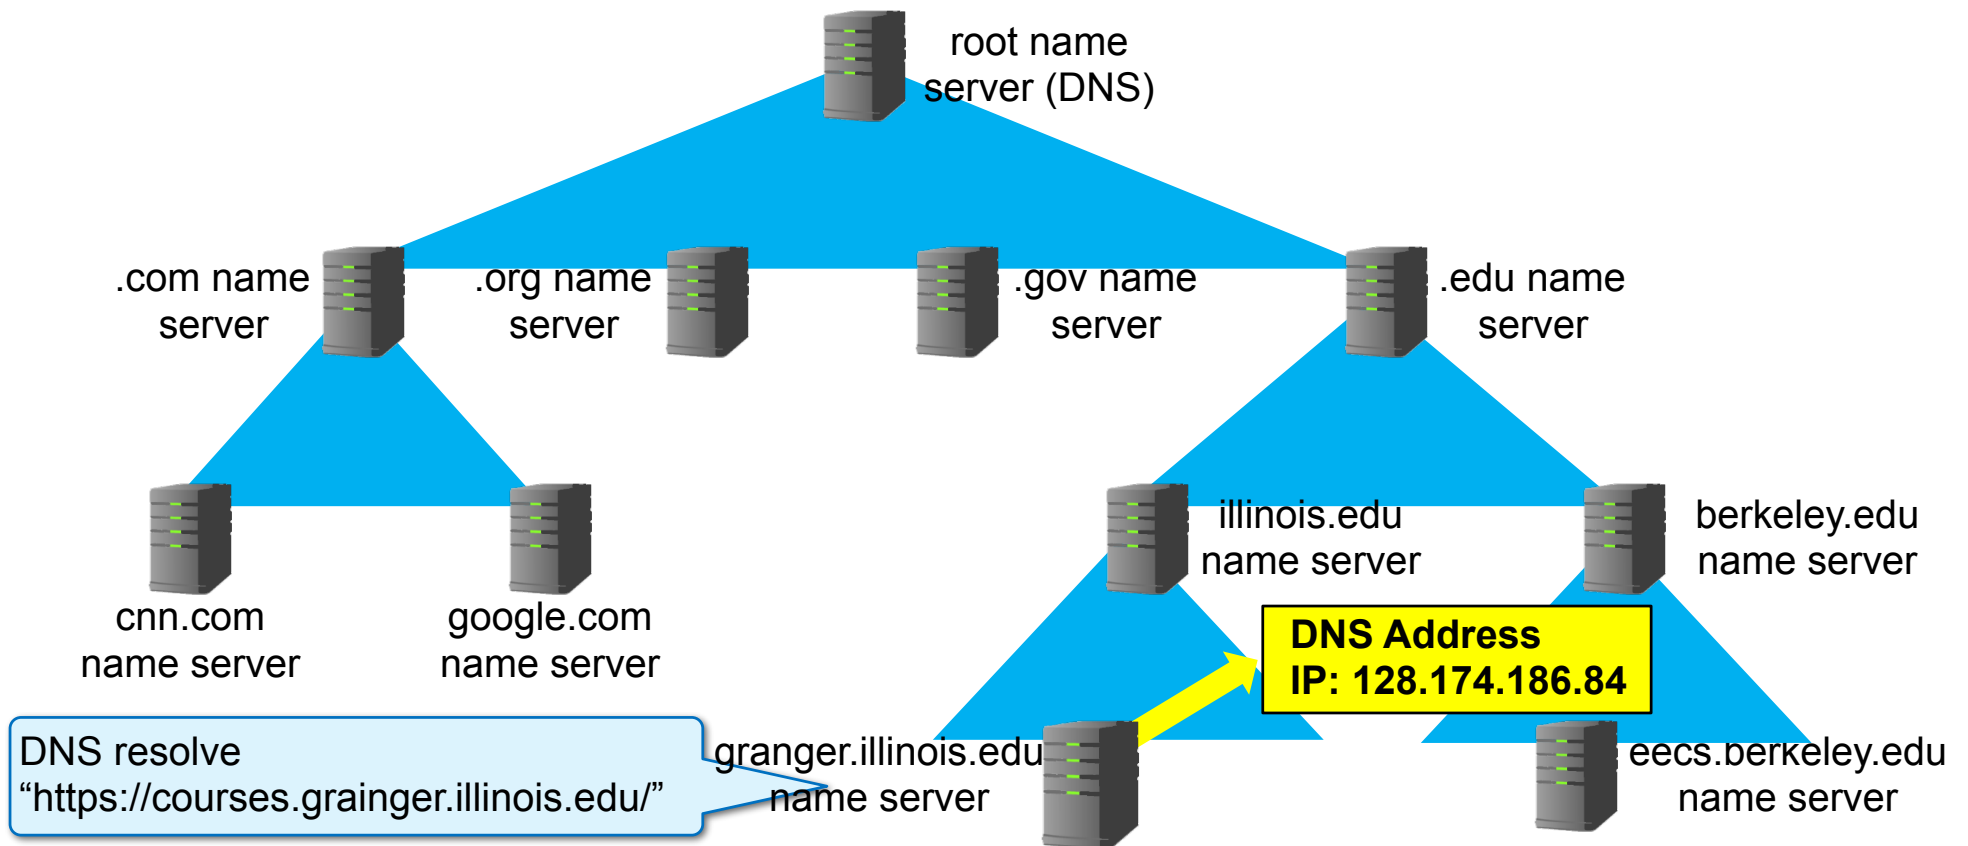 root name
server (DNS)
.com name
server
.org name
server
.gov name
server
.edu name
server
cnn.com
name server
google.com
name server
illinois.edu
name server
berkeley.edu
name server
DNS Address
IP: 128.174.186.84
DNS resolve
“https://courses.grainger.illinois.edu/”
granger.illinois.edu
name server
eecs.berkeley.edu
name server